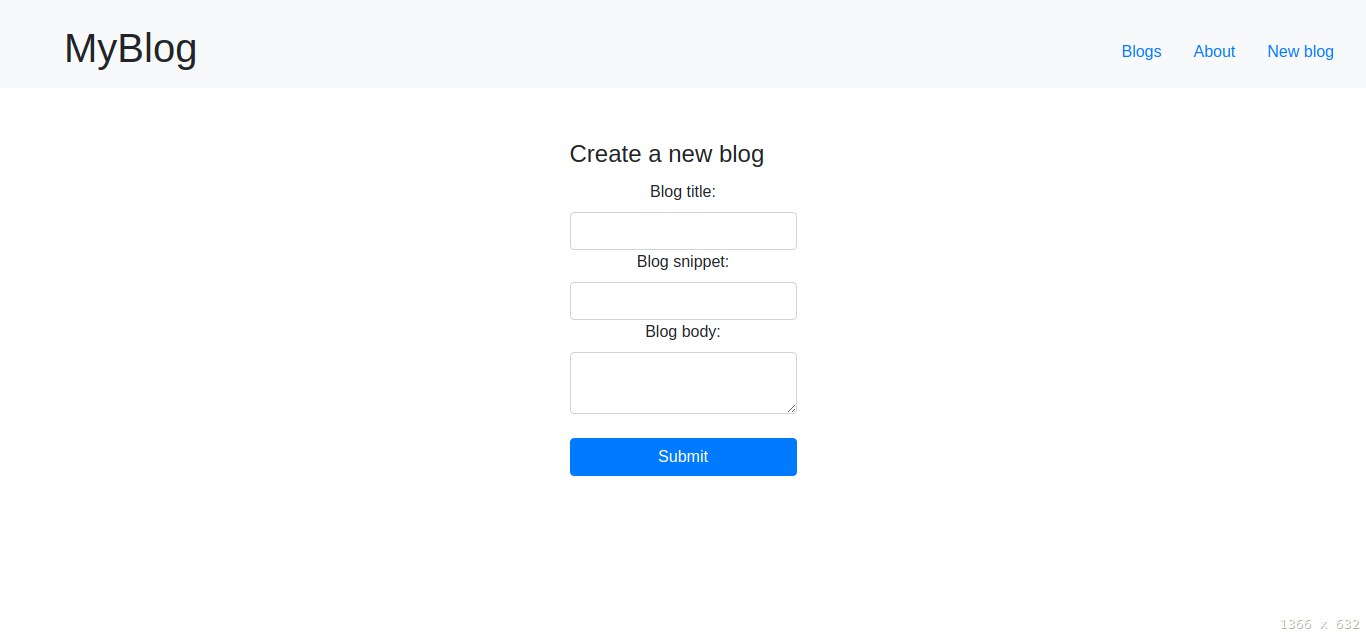 MyBlog
Blogs About New blog
Create a new blog
Blog title:
Blog snippet:
Blog body:
Submit
1366 x 632